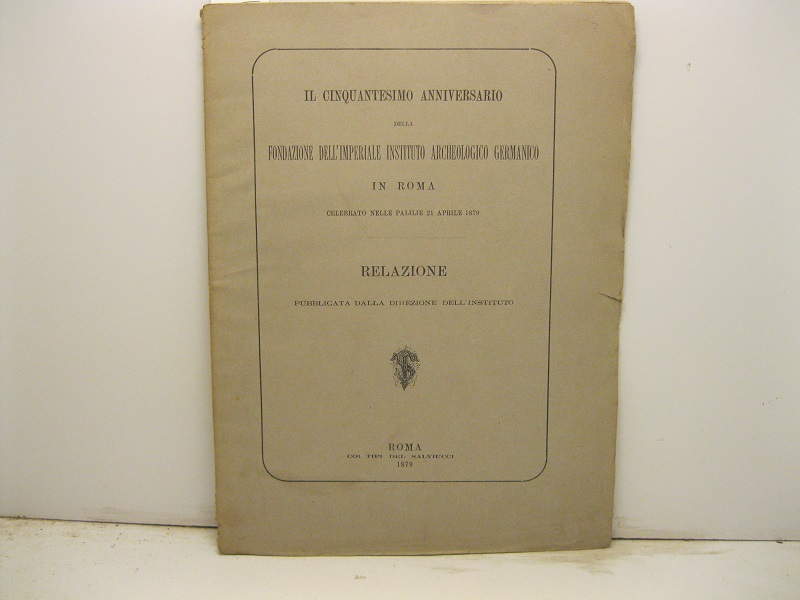 IL CINQUANTESIMO ANNIVERSARIO
DELLA
FONDAZIONE DELL'IMPERIALE INSTITUTO ARCHEOLOGICO GERMANICO
IN ROMA
CELEBRATO NELLE PALILIE 21 APRILE 1879
RELAZIONE
PUBBLICATA DALLA DIREZIONE DELL'INSTITUTO
ROMA
COI TIPI DEL SALVIUCCI
1879